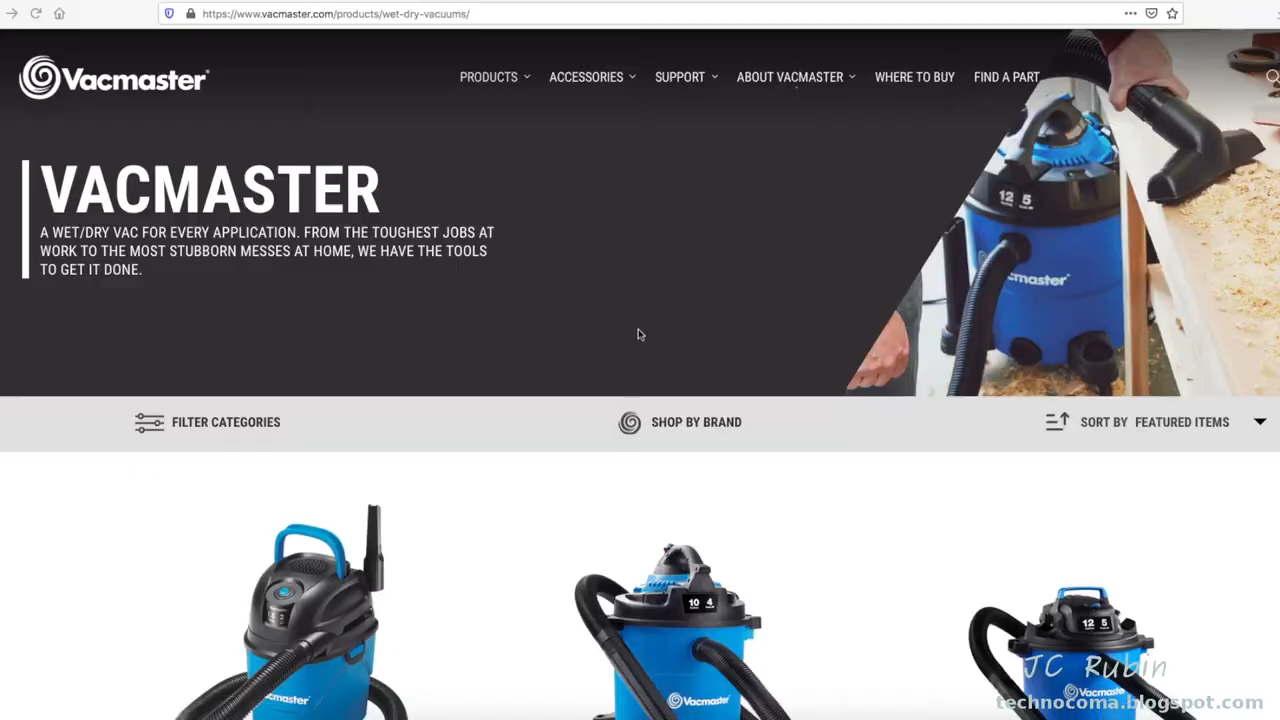 https://www.vacmaster.com/products/wet-dry-vacuums/
Vacmaster
PRODUCTS ACCESSORIES SUPPORT ABOUT VACMASTER WHERE TO BUY FIND A PART
VACMASTER
A WET/DRY VAC FOR EVERY APPLICATION. FROM THE TOUGHEST JOBS AT
WORK TO THE MOST STUBBORN MESSES AT HOME, WE HAVE THE TOOLS
TO GET IT DONE.
12 5
cmaster
FILTER CATEGORIES SHOP BY BRAND SORT BY FEATURED ITEMS
10 4
12 5
Vacmaster
Vacmaste
JC Rubin
technocoma.blogspot.com